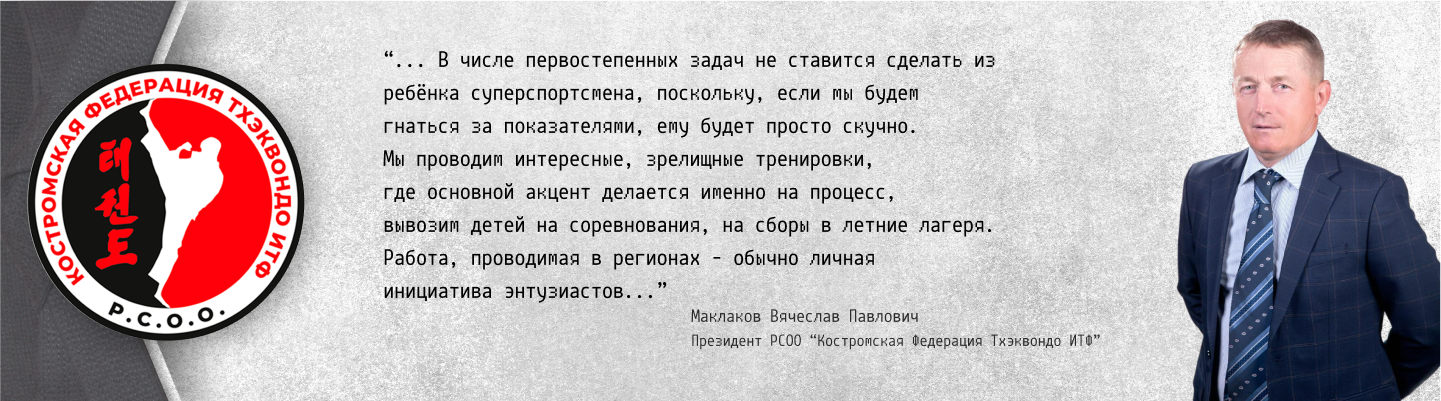 КОСТРОМСКАЯ ФЕДЕРАЦИЯ ТХЭКВОНДО ИТФ
태권도
Р.С.О.О.
“... В числе первостепенных задач не ставится сделать из
ребёнка суперспортсмена, поскольку, если мы будем
гнаться за показателями, ему будет просто скучно.
Мы проводим интересные, зрелищные тренировки,
где основной акцент делается именно на процесс,
вывозим детей на соревнования, на сборы в летние лагеря.
Работа, проводимая в регионах - обычно личная
инициатива энтузиастов...”
Маклаков Вячеслав Павлович
Президент РСОО “Костромская Федерация Тхэквондо ИТФ”